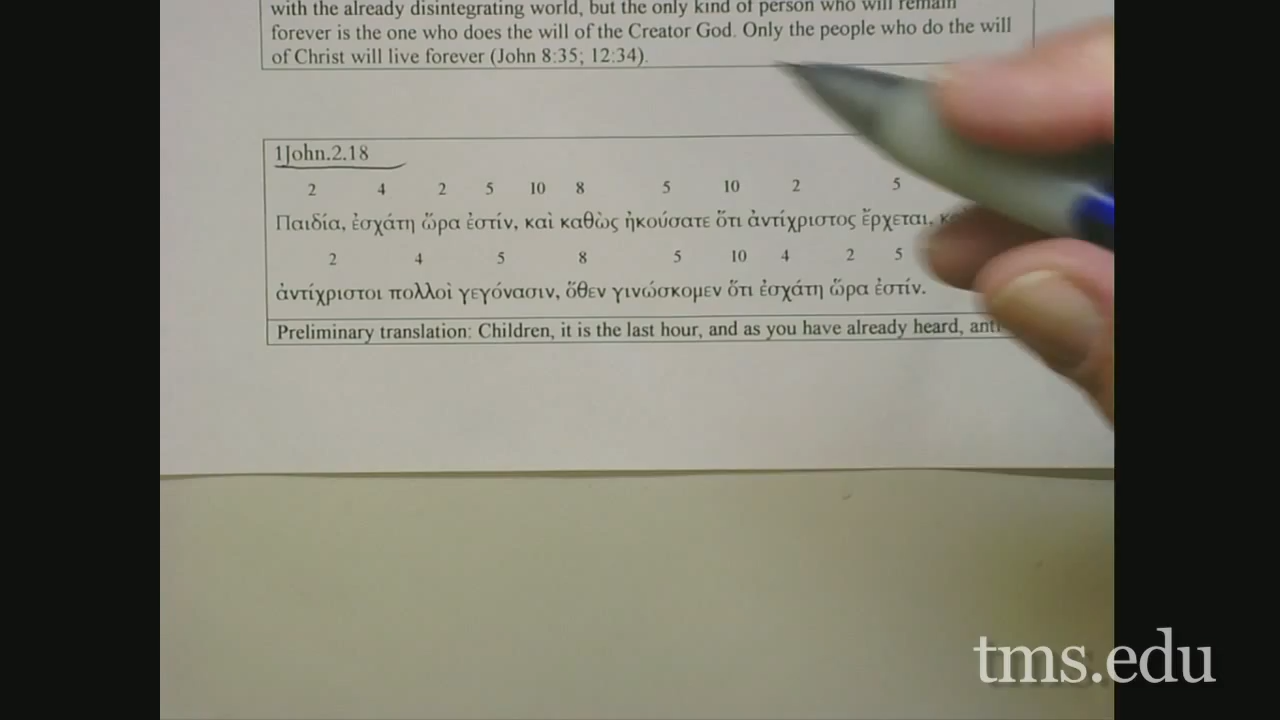 with the already disintegrating world, but the only kind of person who will remain
forever is the one who does the will of the Creator God. Only the people who do the will
of Christ will live forever (John 8:35; 12:34).
1John.2.18
2 4 2 5 10 8 5 10 2 5
Παιδία, ἐσχάτη ὥρα ἐστίν, καὶ καθὼς ἠκούσατε ὅτι ἀντίχριστος ἔρχεται,
2 4 5 8 5 10 4 2 5
ἀντίχριστοι πολλοὶ γεγόνασιν, ὅθεν γινώσκομεν ὅτι ἐσχάτη ὥρα ἐστίν.
Preliminary translation: Children, it is the last hour, and as you have already heard,
tms.edu